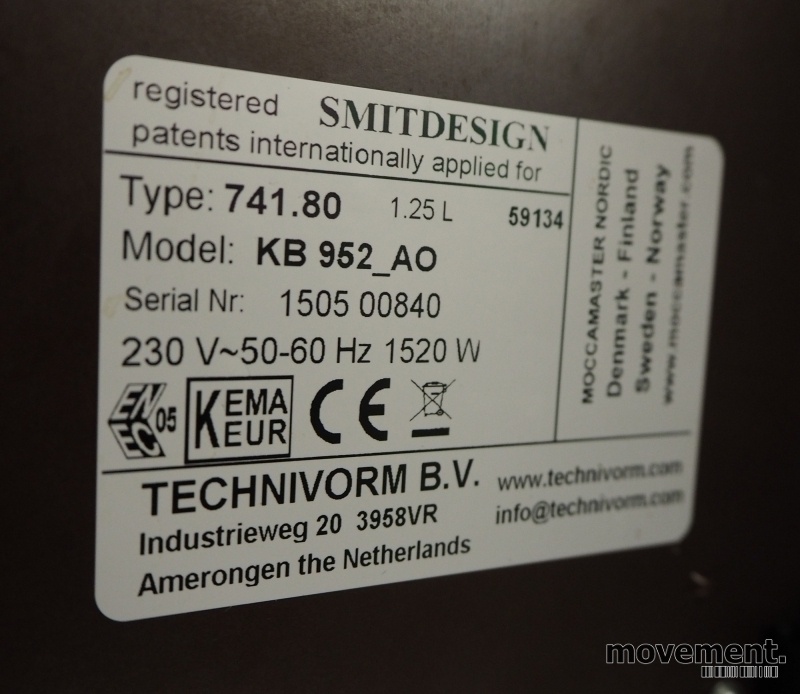 registered SMITDESIGN
patents internationally applied for
Type: 741.80 1.25 L 59134
Model: KB 952_AO
Serial Nr: 1505 00840
230 V~50-60 Hz 1520 W
ENEC 05
KEMA
KEUR
CE
MOCCAMASTER NORDIC
Denmark - Finland
Sweden - Norway
www.moccamaster.com
TECHNIVORM B.V. www.technivorm.com
Industrieweg 20 3958VR info@technivorm.com
Amerongen the Netherlands
movement.